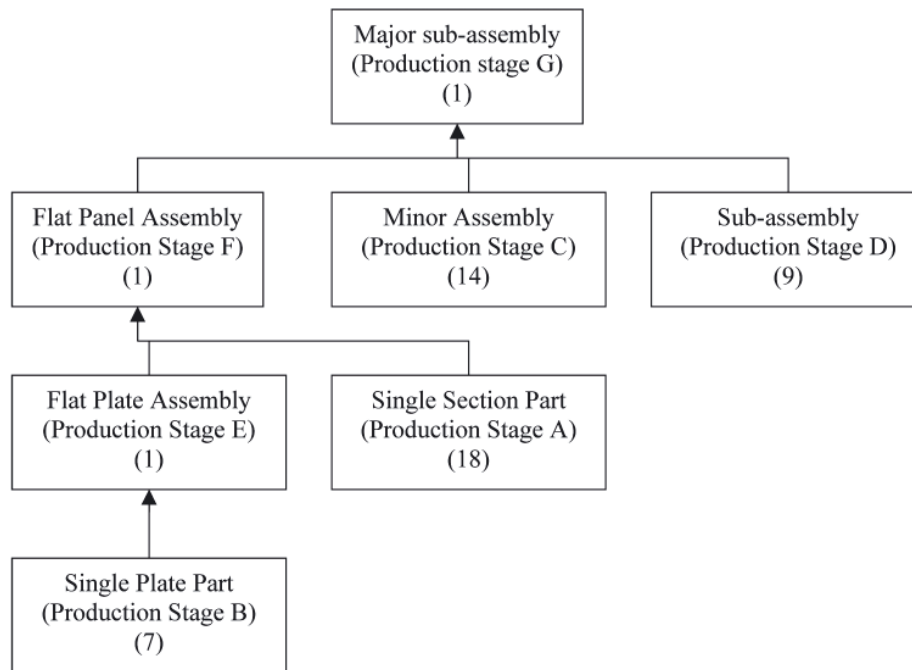 Major sub-assembly
(Production stage G)
(1)
Flat Panel Assembly
(Production Stage F)
(1)
Minor Assembly
(Production Stage C)
(14)
Sub-assembly
(Production Stage D)
(9)
Flat Plate Assembly
(Production Stage E)
(1)
Single Section Part
(Production Stage A)
(18)
Single Plate Part
(Production Stage B)
(7)